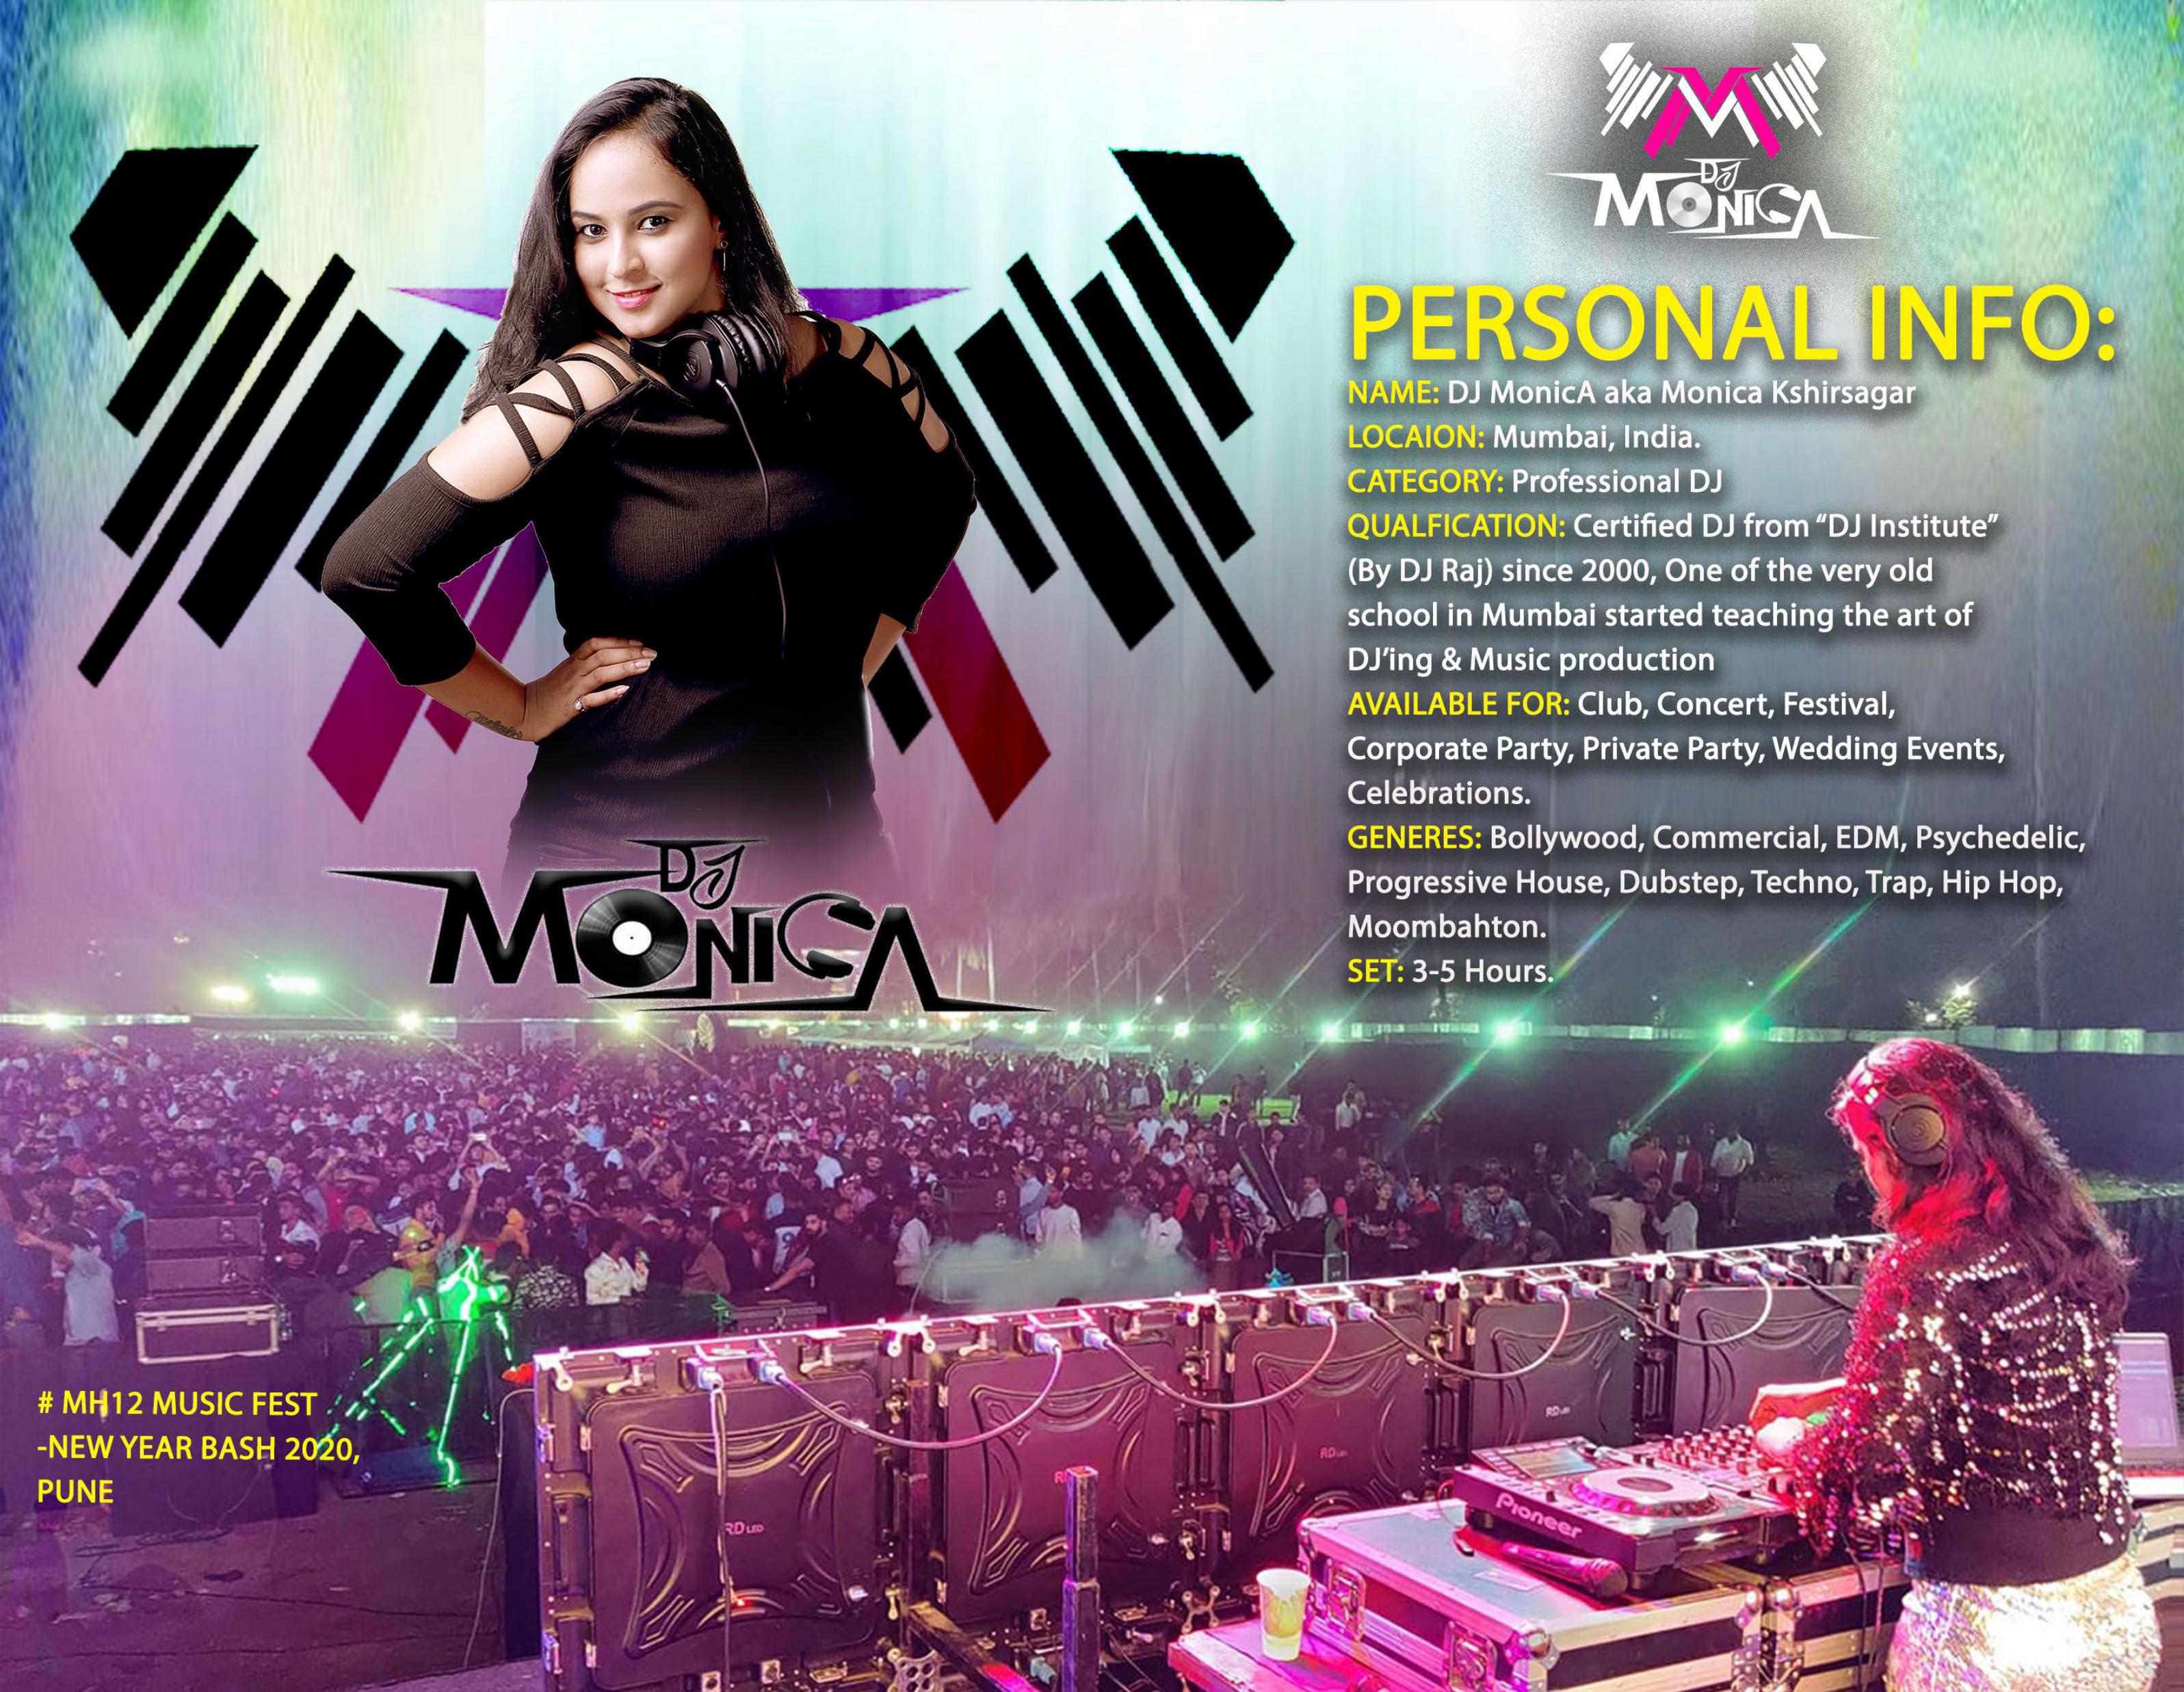 M
DJ
MONICA
PERSONAL INFO:
NAME: DJ MonicA aka Monica Kshirsagar
LOCAION: Mumbai, India.
CATEGORY: Professional DJ
QUALFICATION: Certified DJ from “DJ Institute”
(By DJ Raj) since 2000, One of the very old
school in Mumbai started teaching the art of
DJ’ing & Music production
AVAILABLE FOR: Club, Concert, Festival,
Corporate Party, Private Party, Wedding Events,
Celebrations.
GENERES: Bollywood, Commercial, EDM, Psychedelic,
Progressive House, Dubstep, Techno, Trap, Hip Hop,
Moombahton.
SET: 3-5 Hours.
DJ
MONICA
# MH12 MUSIC FEST
-NEW YEAR BASH 2020,
PUNE
RD LED
RD
RD
Pioneer